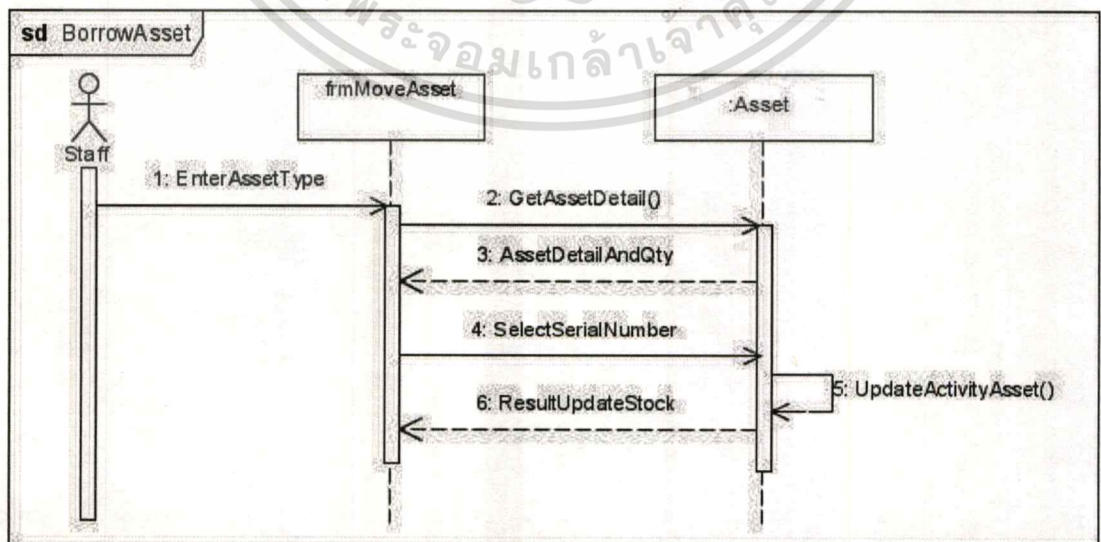 พระจอมเกล้าเจ้าคุ
sd BorrowAsset
Staff
frmMoveAsset
:Asset
1: EnterAssetType
2: GetAssetDetail()
3: AssetDetailAndQty
4: SelectSerialNumber
5: UpdateActivityAsset()
6: ResultUpdateStock